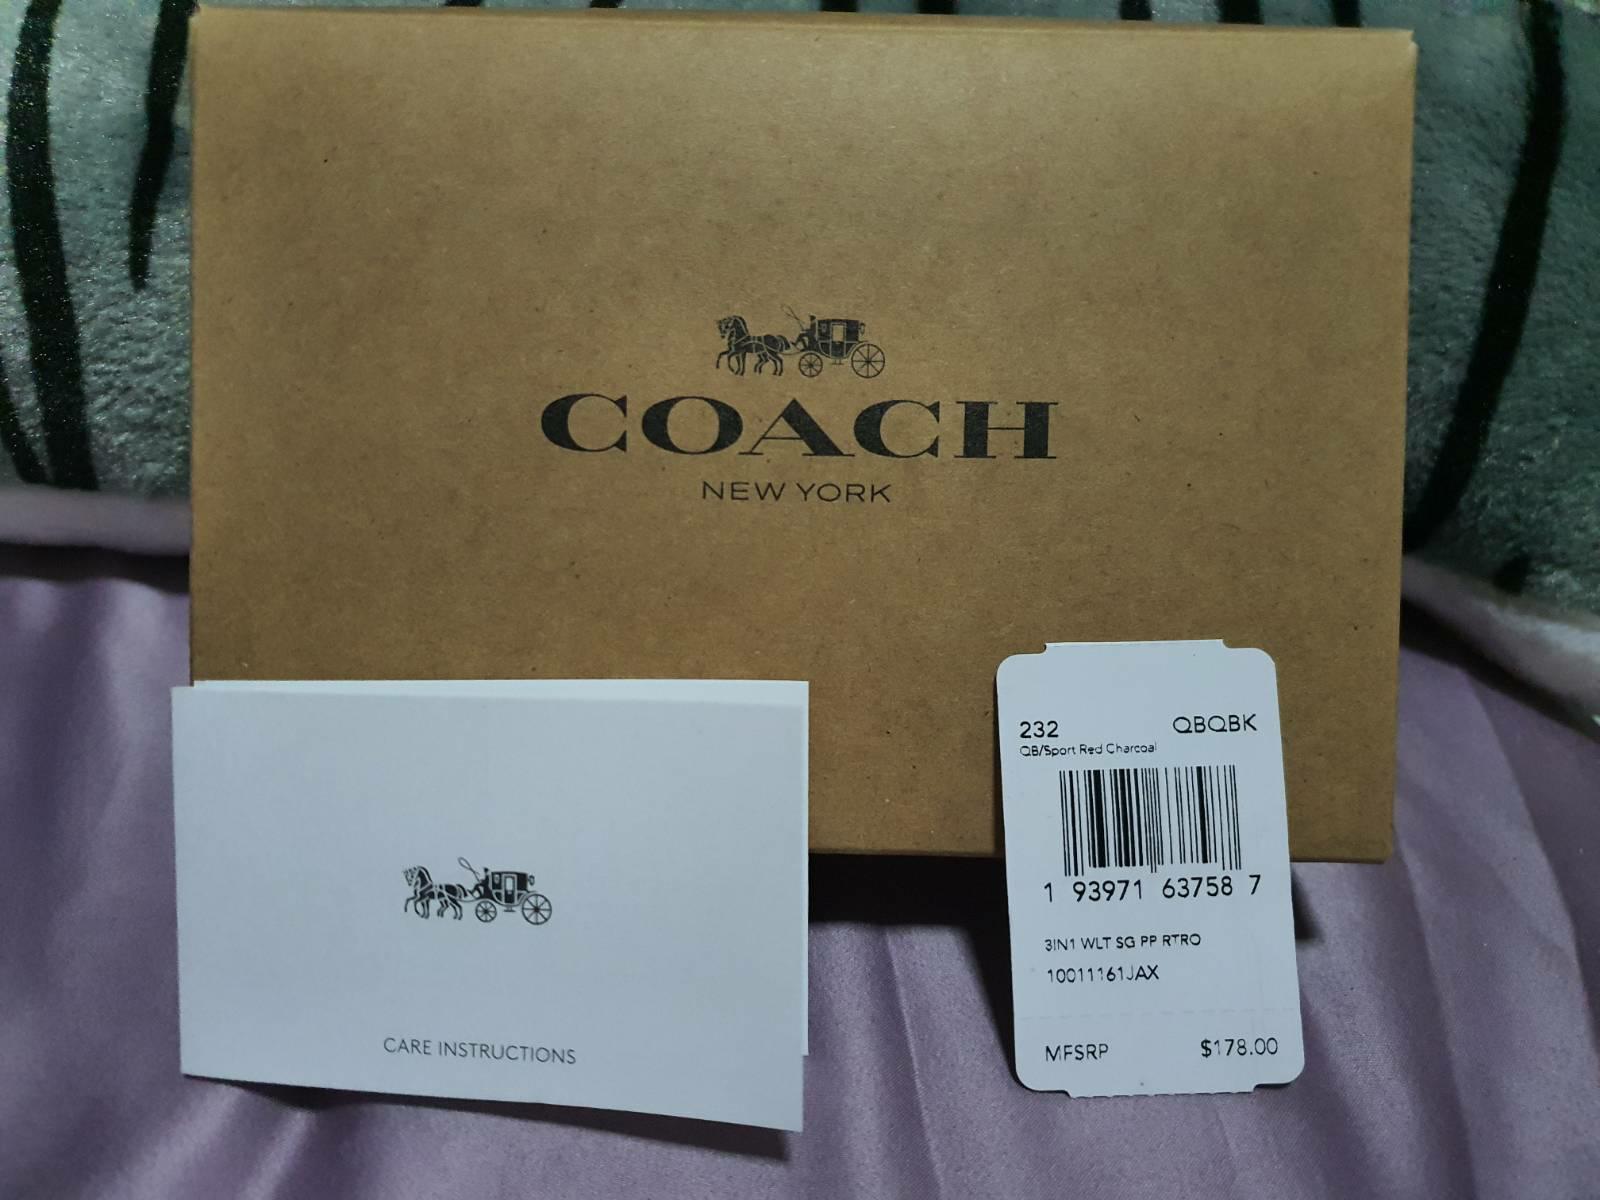 COACH
NEW YORK
CARE INSTRUCTIONS
232 QBQBK
QB/Sport Red Charcoal
1 93971 63758 7
3IN1 WLT SG PP RTRO
10011161JAX
MFSRP $178.00